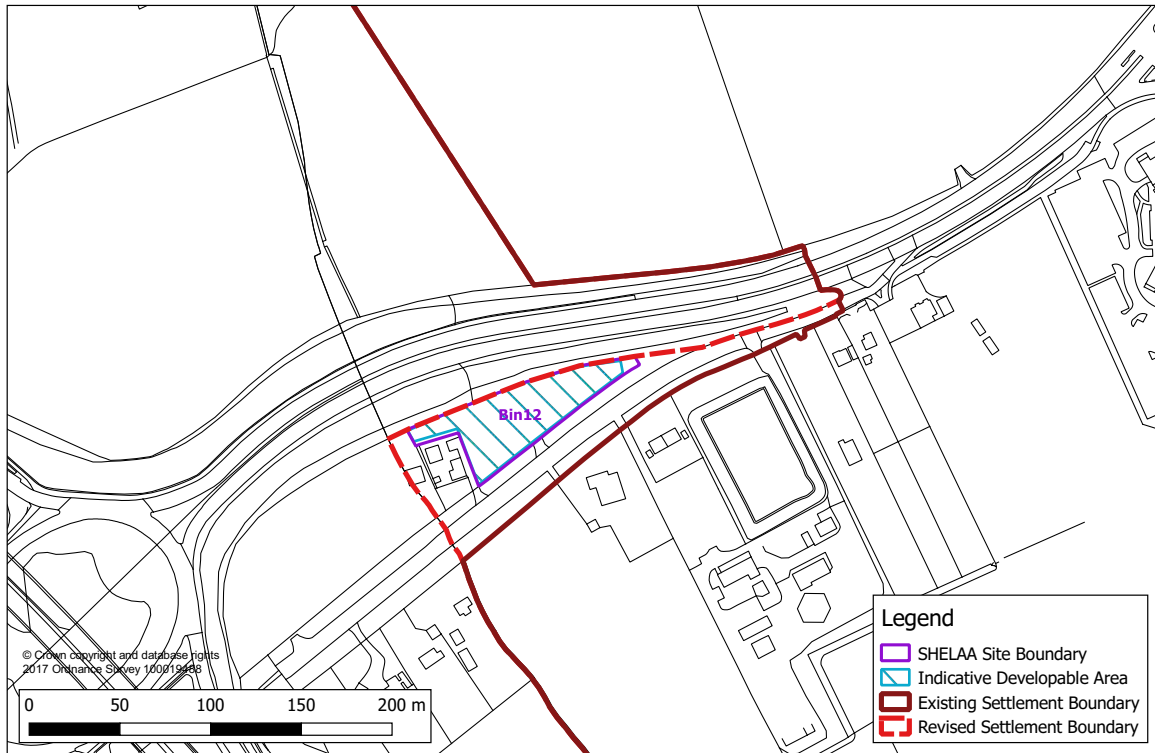 Bin12
Legend
SHELAA Site Boundary
Indicative Developable Area
Existing Settlement Boundary
Revised Settlement Boundary
© Crown copyright and database rights
2017 Ordnance Survey 100019488
0 50 100 150 200 m